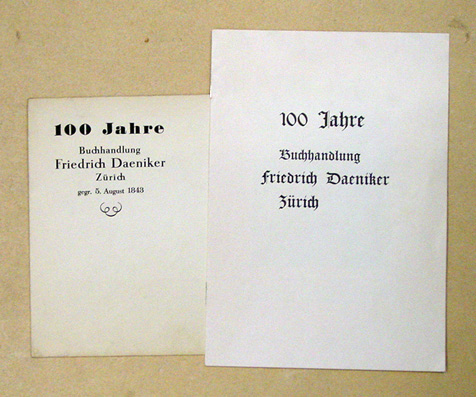 100 Jahre
Buchhandlung
Friedrich Daeniker
Zürich
gegr. 5. August 1843
100 Jahre
Buchhandlung
Friedrich Daeniker
Zürich